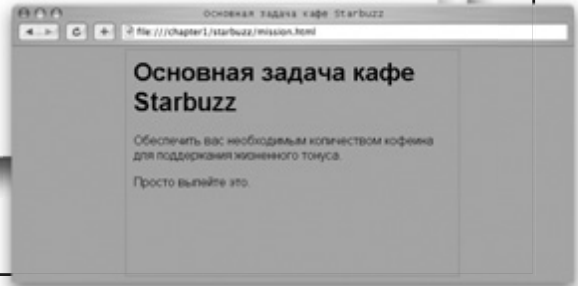 Основная задача кафе Starbuzz
file:///chapter1/starbuzz/mission.html
Основная задача кафе
Starbuzz
Обеспечить вас необходимым количеством кофеина
для поддержания жизненного тонуса.
Просто выпейте это.